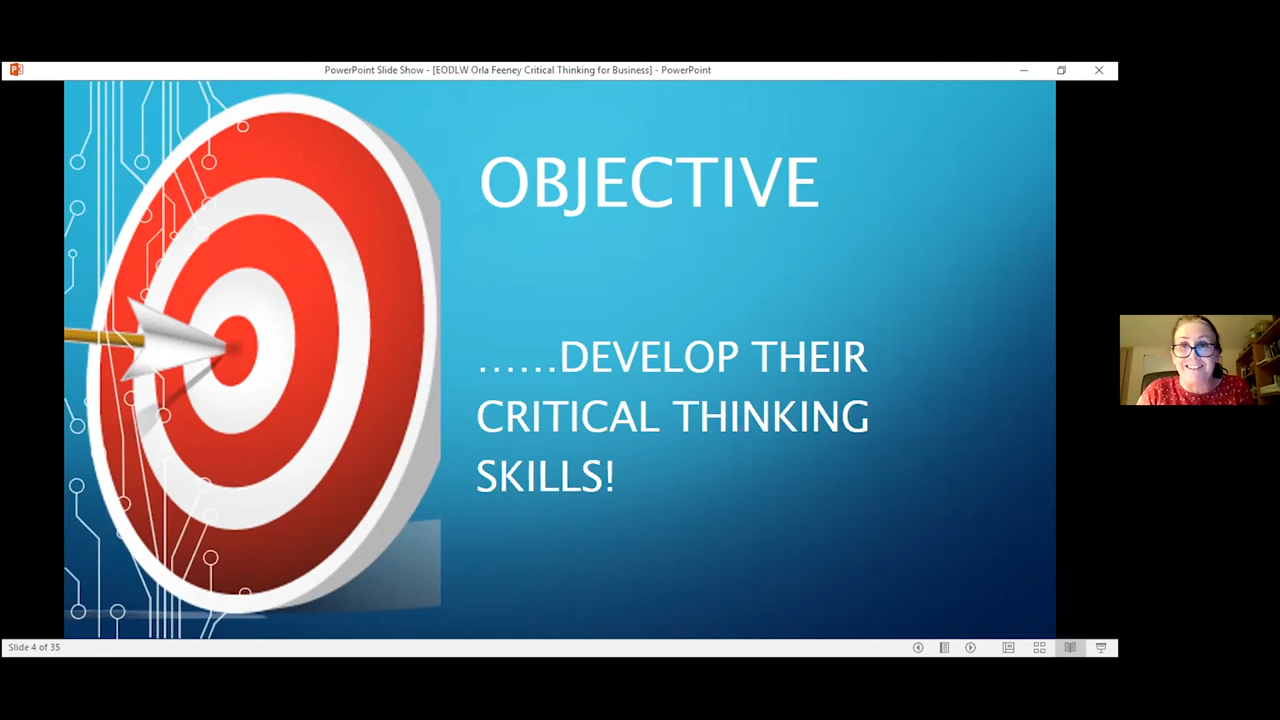 PowerPoint Slide Show - [EODLW Orla Feeney Critical Thinking for Business] - PowerPoint
OBJECTIVE
......DEVELOP THEIR
CRITICAL THINKING
SKILLS!
Slide 4 of 35